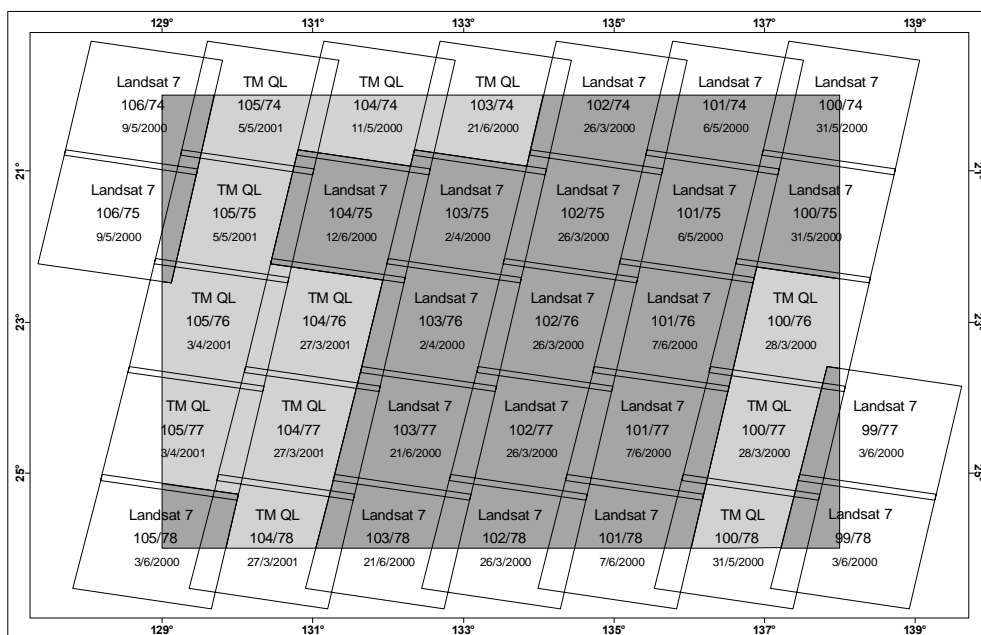 129° 131° 133° 135° 137° 139°
Landsat 7 TM QL TM QL TM QL Landsat 7 Landsat 7 Landsat 7
106/74 105/74 104/74 103/74 102/74 101/74 100/74
9/5/2000 5/5/2001 11/5/2000 21/6/2000 26/3/2000 6/5/2000 31/5/2000
21° 21°
Landsat 7 TM QL Landsat 7 Landsat 7 Landsat 7 Landsat 7 Landsat 7
106/75 105/75 104/75 103/75 102/75 101/75 100/75
9/5/2000 5/5/2001 12/6/2000 2/4/2000 26/3/2000 6/5/2000 31/5/2000
TM QL TM QL Landsat 7 Landsat 7 Landsat 7 TM QL
105/76 104/76 103/76 102/76 101/76 100/76
23° 23°
3/4/2001 27/3/2001 2/4/2000 26/3/2000 7/6/2000 28/3/2000
TM QL TM QL Landsat 7 Landsat 7 Landsat 7 TM QL Landsat 7
105/77 104/77 103/77 102/77 101/77 100/77 99/77
3/4/2001 27/3/2001 21/6/2000 26/3/2000 7/6/2000 28/3/2000 3/6/2000
25° 25°
Landsat 7 TM QL Landsat 7 Landsat 7 Landsat 7 TM QL Landsat 7
105/78 104/78 103/78 102/78 101/78 100/78 99/78
3/6/2000 27/3/2001 21/6/2000 26/3/2000 7/6/2000 31/5/2000 3/6/2000
129° 131° 133° 135° 137° 139°